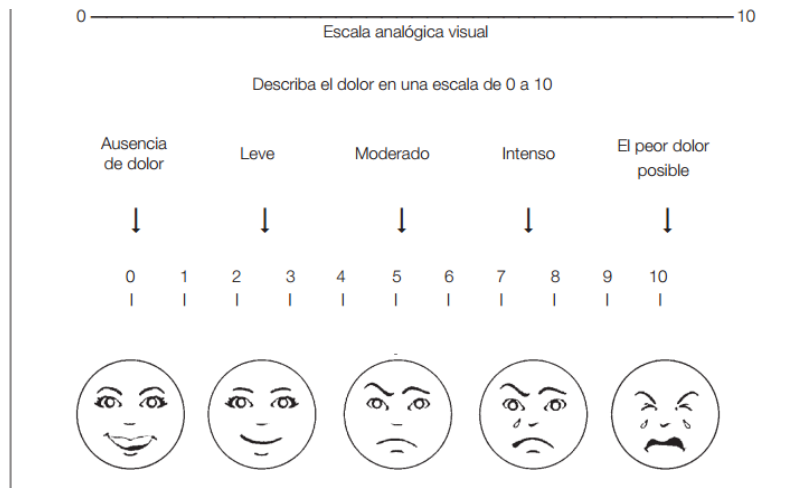 0 10
Escala analógica visual
Describa el dolor en una escala de 0 a 10
Ausencia
de dolor
Leve
Moderado
Intenso
El peor dolor
posible
0 1 2 3 4 5 6 7 8 9 10